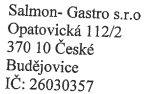 Salmon- Gastro s.r.o
Opatovická 112/2
370 10 České
Budějovice
IČ: 26030357